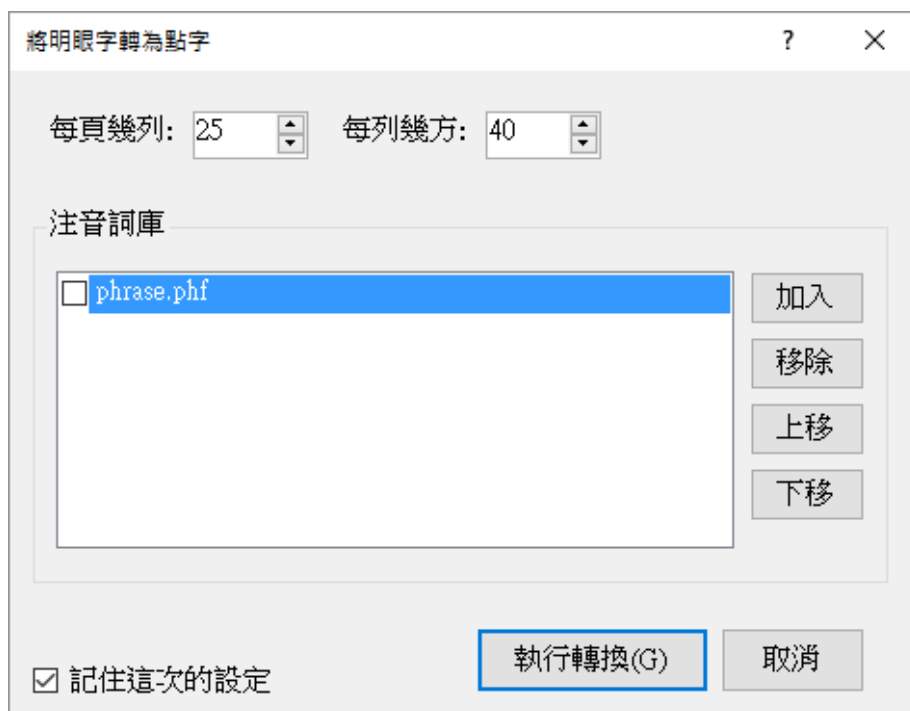 將明眼字轉為點字
每頁幾列: 25 每列幾方: 40
注音詞庫
phrase.phf
加入
移除
上移
下移
記住這次的設定
執行轉換(G)
取消